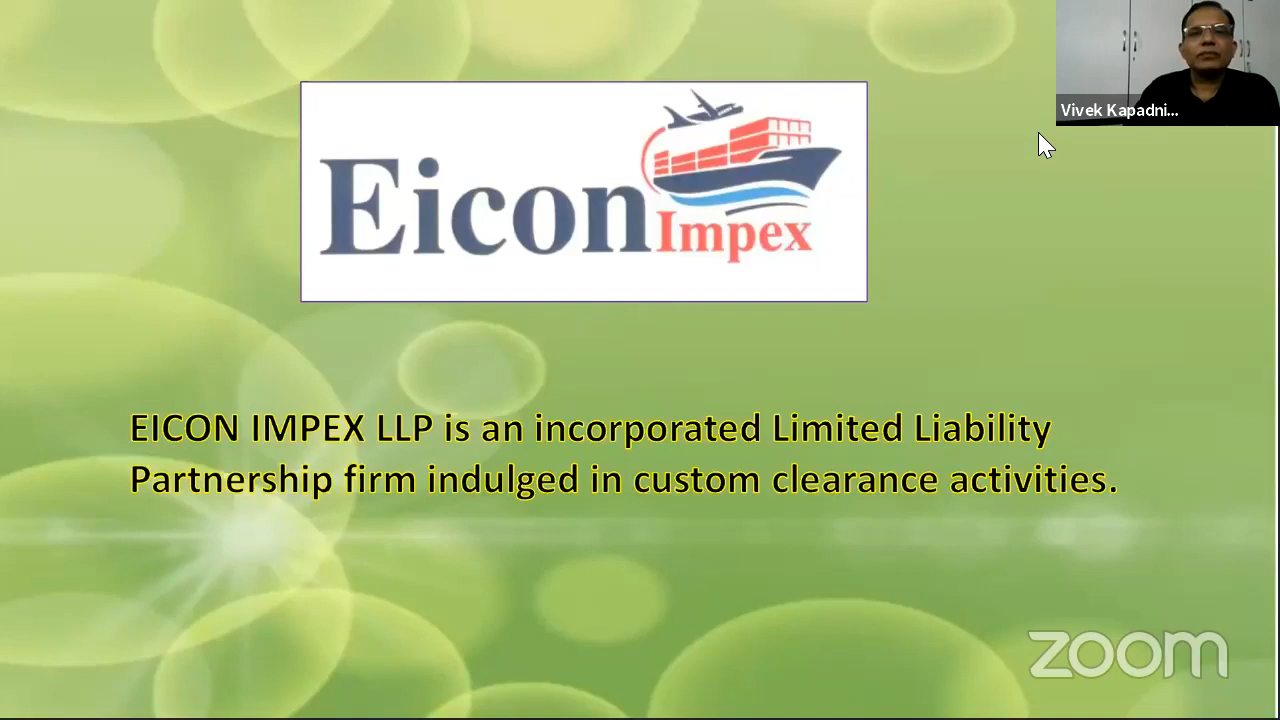 Vivek Kapadni...
Eicon
Impex
EICON IMPEX LLP is an incorporated Limited Liability
Partnership firm indulged in custom clearance activities.
zoom